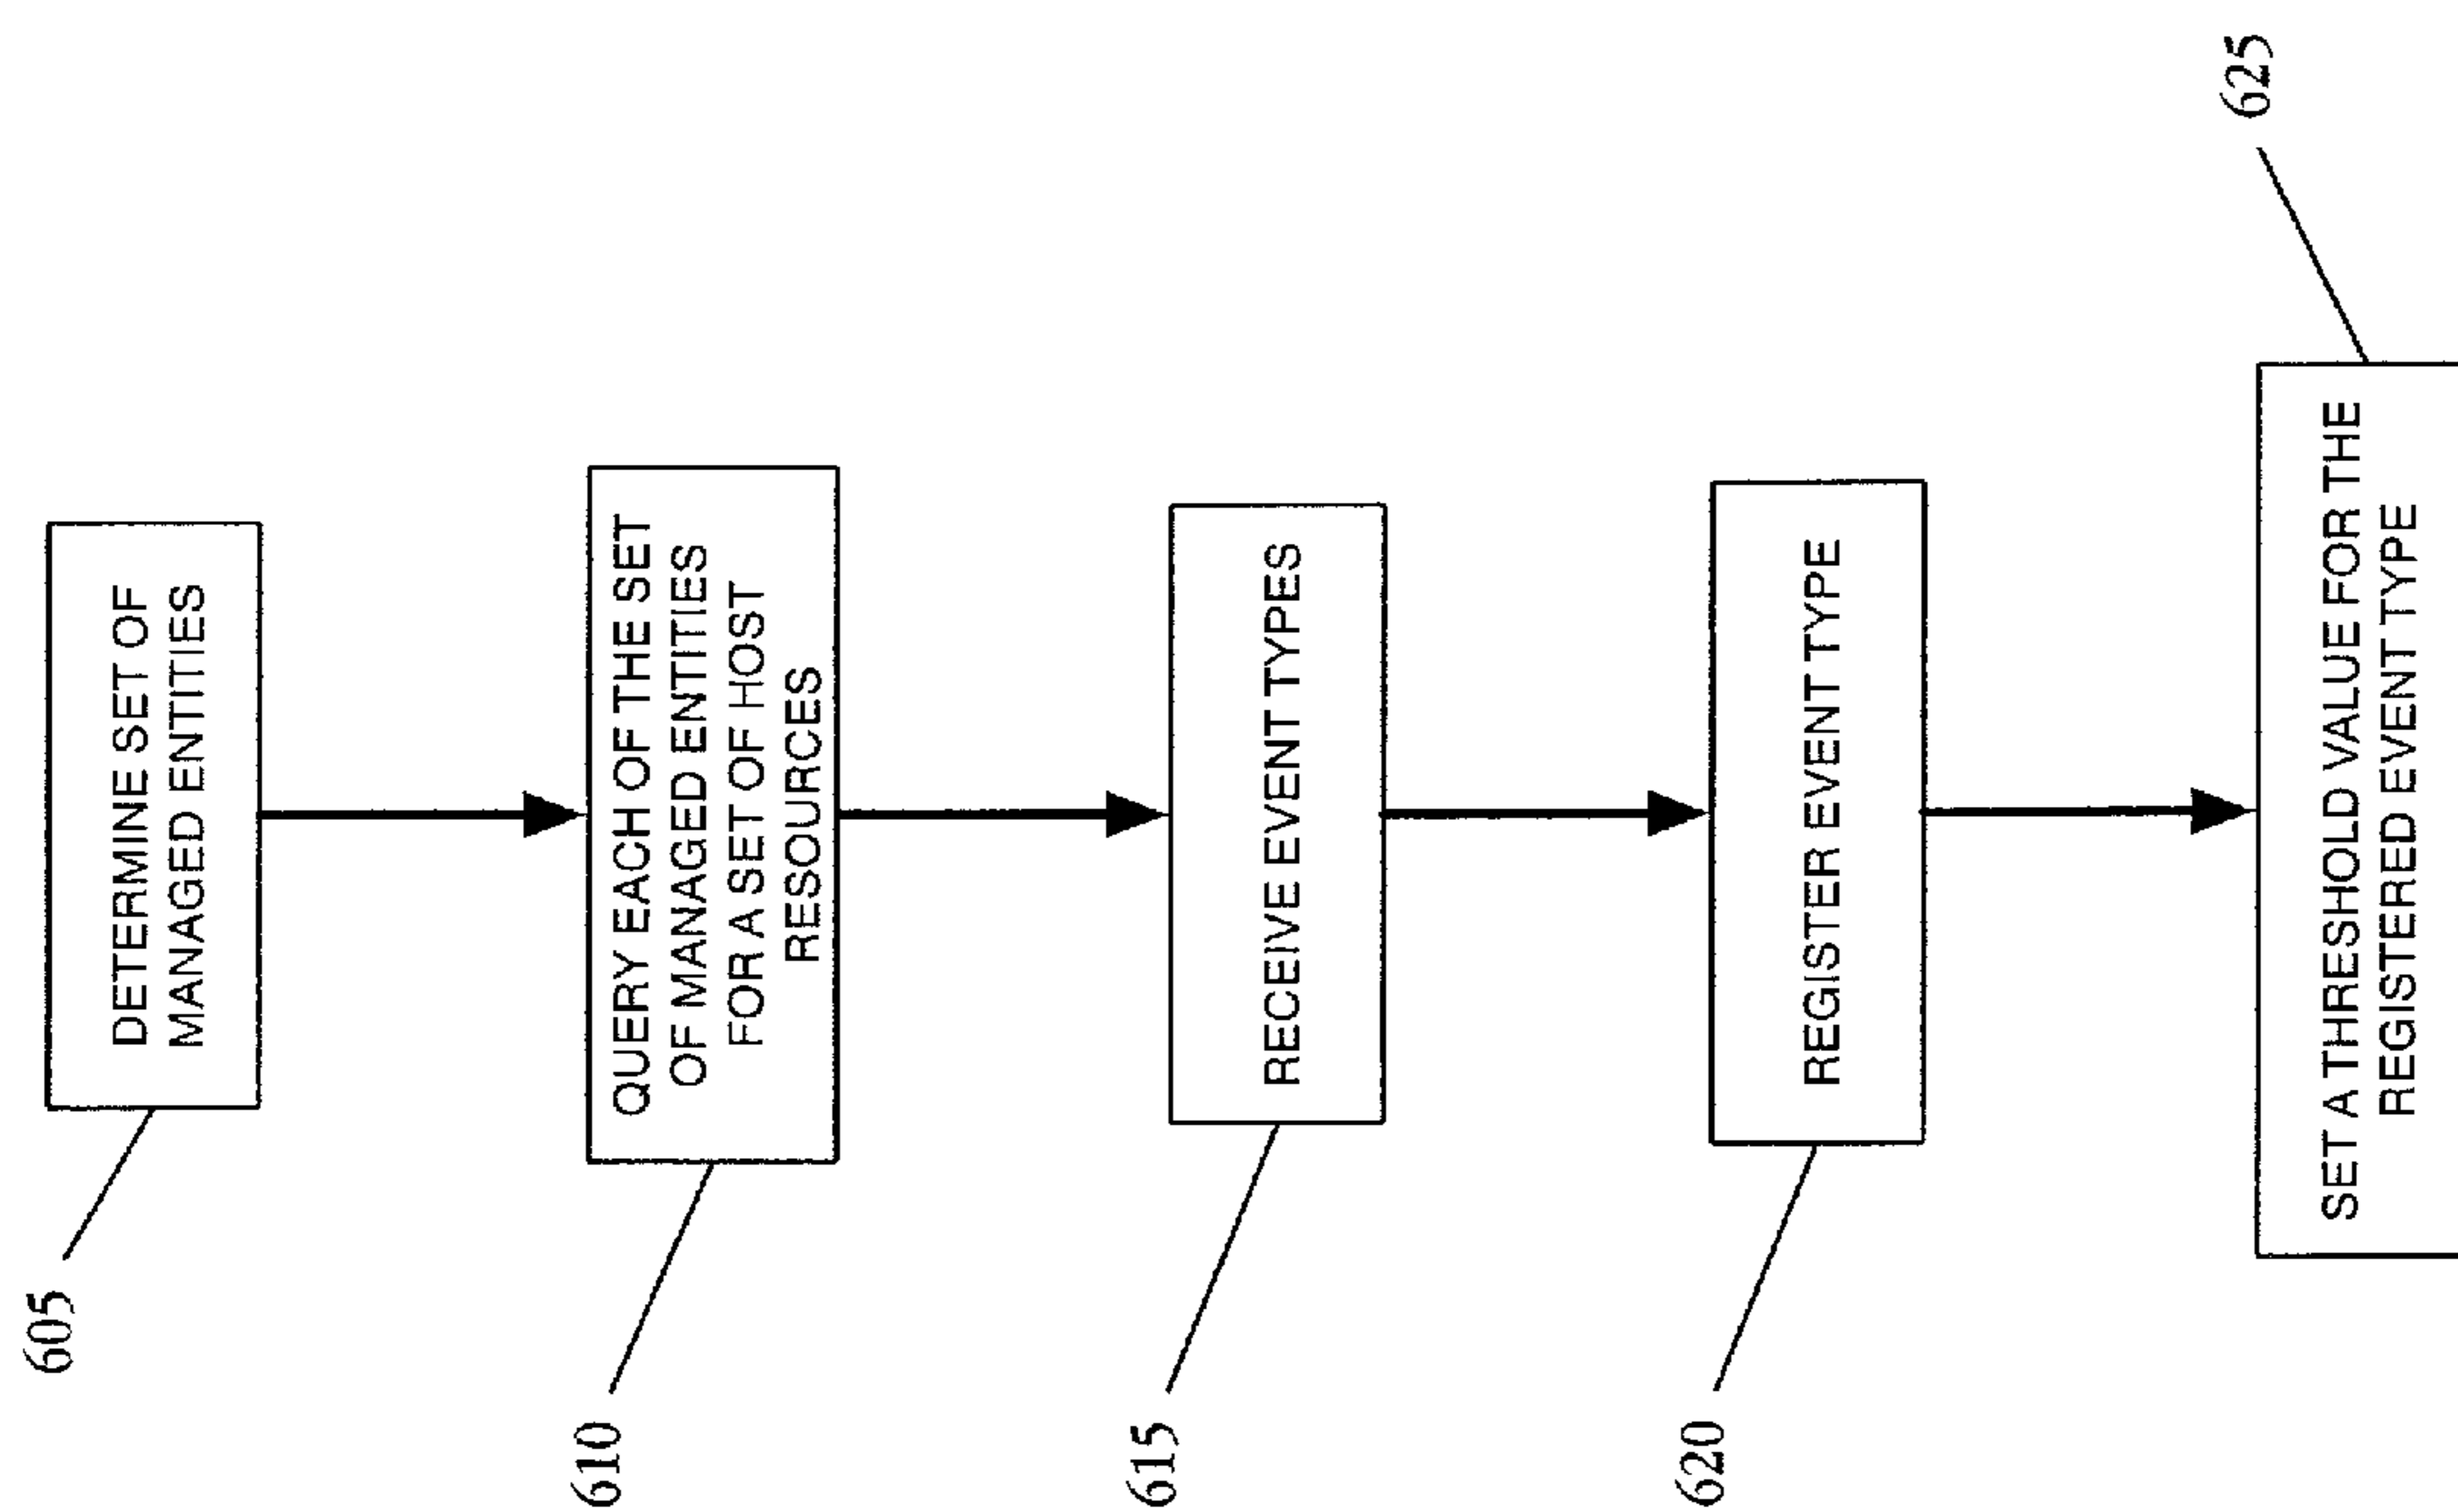 605
DETERMINE SET OF
MANAGED ENTITIES
610
QUERY EACH OF THE SET
OF MANAGED ENTITIES
FOR A SET OF HOST
RESOURCES
615
RECEIVE EVENT TYPES
620
REGISTER EVENT TYPE
625
SET A THRESHOLD VALUE FOR THE
REGISTERED EVENT TYPE